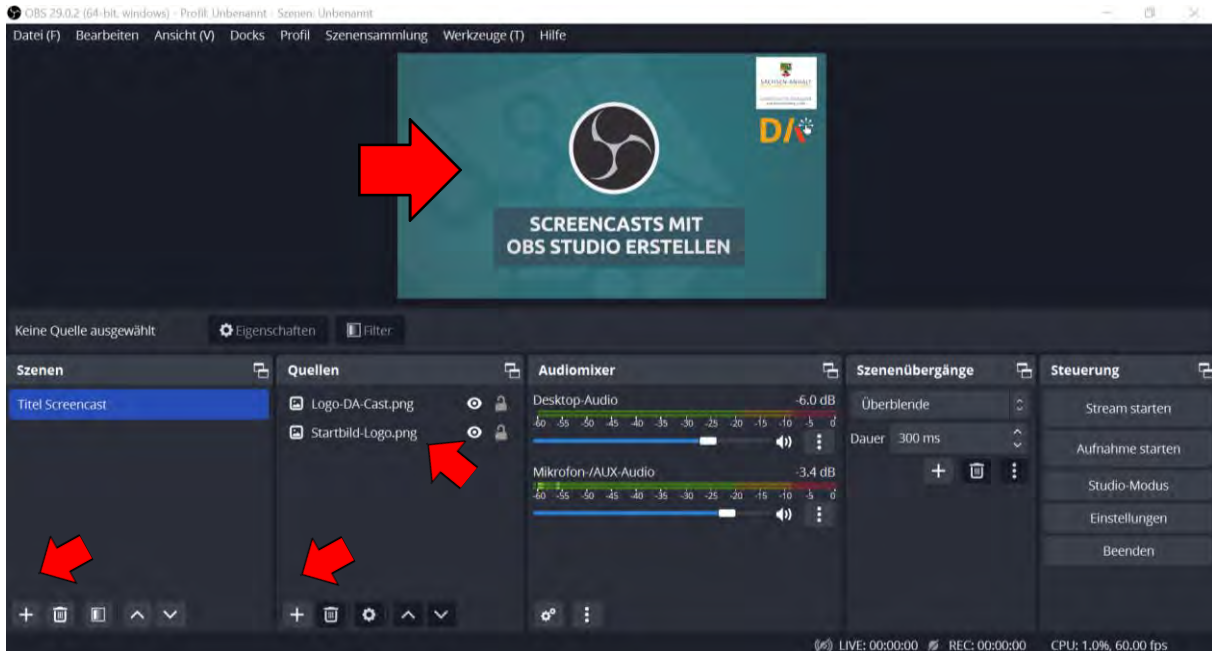 OBS 29.0.2 (64-bit, windows) - Profil: Unbenannt - Szenen: Unbenannt
Datei (F) Bearbeiten Ansicht (V) Docks Profil Szenensammlung Werkzeuge (T) Hilfe
SACHSEN-ANHALT
DA
SCREENCASTS MIT
OBS STUDIO ERSTELLEN
Keine Quelle ausgewählt Eigenschaften Filter
Szenen Quellen Audiomixer Szenenübergänge Steuerung
Titel Screencast
Logo-DA-Cast.png
Startbild-Logo.png
Desktop-Audio -6.0 dB
-60 -55 -50 -45 -40 -35 -30 -25 -20 -15 -10 -5 0
Mikrofon-/AUX-Audio -3.4 dB
-60 -55 -50 -45 -40 -35 -30 -25 -20 -15 -10 -5 0
Überblende
Dauer 300 ms
Stream starten
Aufnahme starten
Studio-Modus
Einstellungen
Beenden
LIVE: 00:00:00 REC: 00:00:00 CPU: 1.0%, 60.00 fps